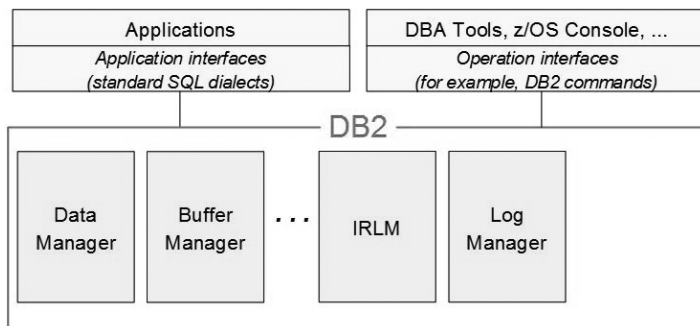 Applications
Application interfaces
(standard SQL dialects)
DBA Tools, z/OS Console, ...
Operation interfaces
(for example, DB2 commands)
DB2
Data
Manager
Buffer
Manager
...
IRLM
Log
Manager